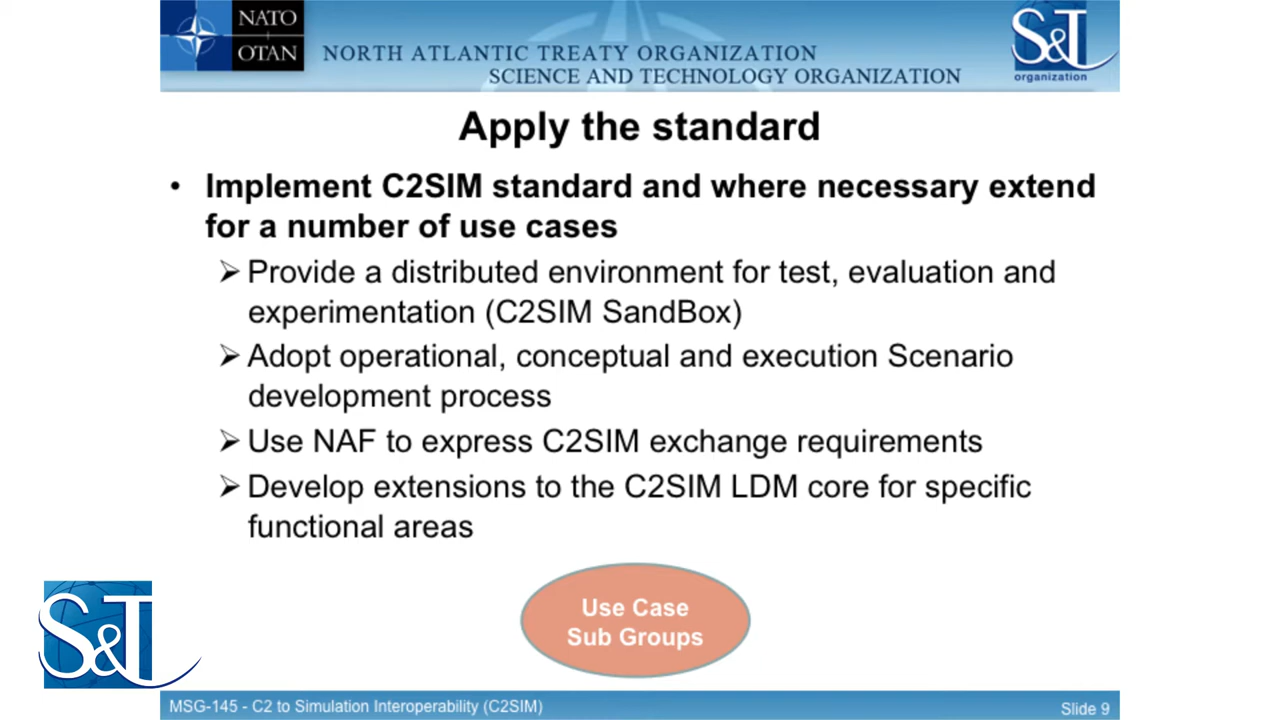 NATO
OTAN
NORTH ATLANTIC TREATY ORGANIZATION
SCIENCE AND TECHNOLOGY ORGANIZATION
S&T
organization
Apply the standard
• Implement C2SIM standard and where necessary extend
for a number of use cases
➢ Provide a distributed environment for test, evaluation and
experimentation (C2SIM SandBox)
➢ Adopt operational, conceptual and execution Scenario
development process
➢ Use NAF to express C2SIM exchange requirements
➢ Develop extensions to the C2SIM LDM core for specific
functional areas
Use Case
Sub Groups
S&T
MSG-145 - C2 to Simulation Interoperability (C2SIM)
Slide 9